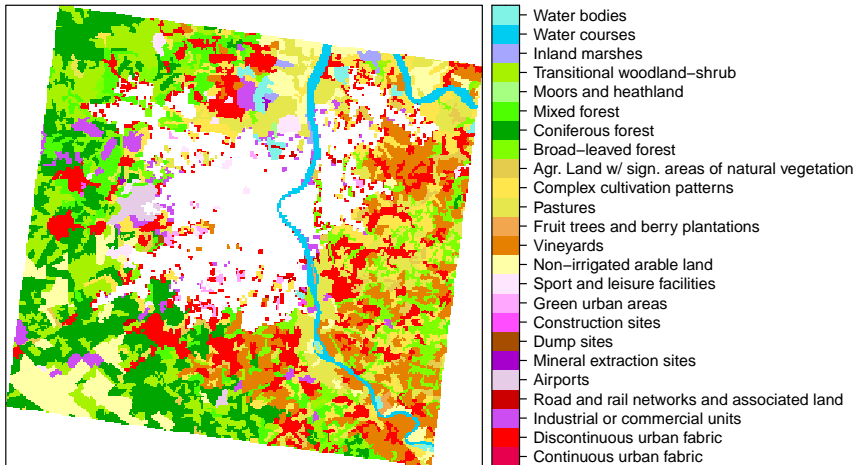 Water bodies
Water courses
Inland marshes
Transitional woodland−shrub
Moors and heathland
Mixed forest
Coniferous forest
Broad−leaved forest
Agr. Land w/ sign. areas of natural vegetation
Complex cultivation patterns
Pastures
Fruit trees and berry plantations
Vineyards
Non−irrigated arable land
Sport and leisure facilities
Green urban areas
Construction sites
Dump sites
Mineral extraction sites
Airports
Road and rail networks and associated land
Industrial or commercial units
Discontinuous urban fabric
Continuous urban fabric